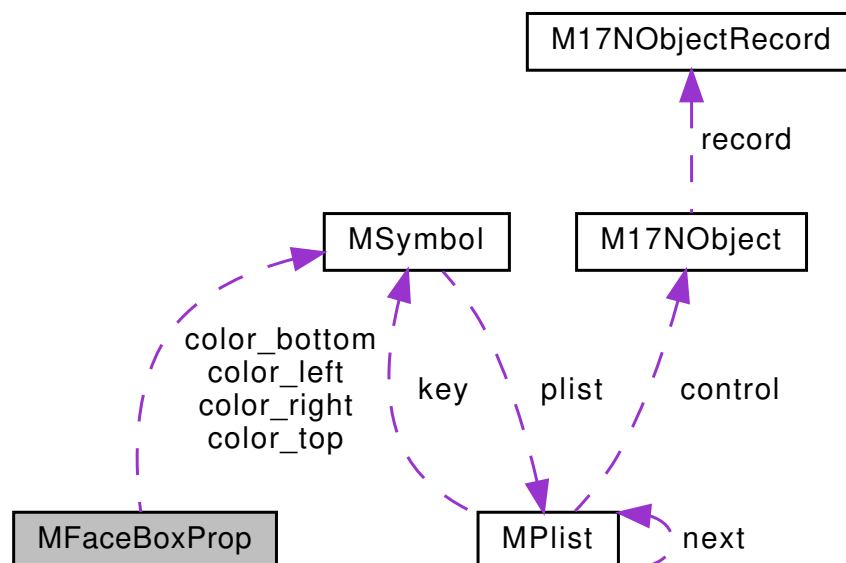 M17NObjectRecord
record
MSymbol
M17NObject
color_bottom
color_left
color_right
color_top
key
plist
control
MFaceBoxProp
MPlist
next